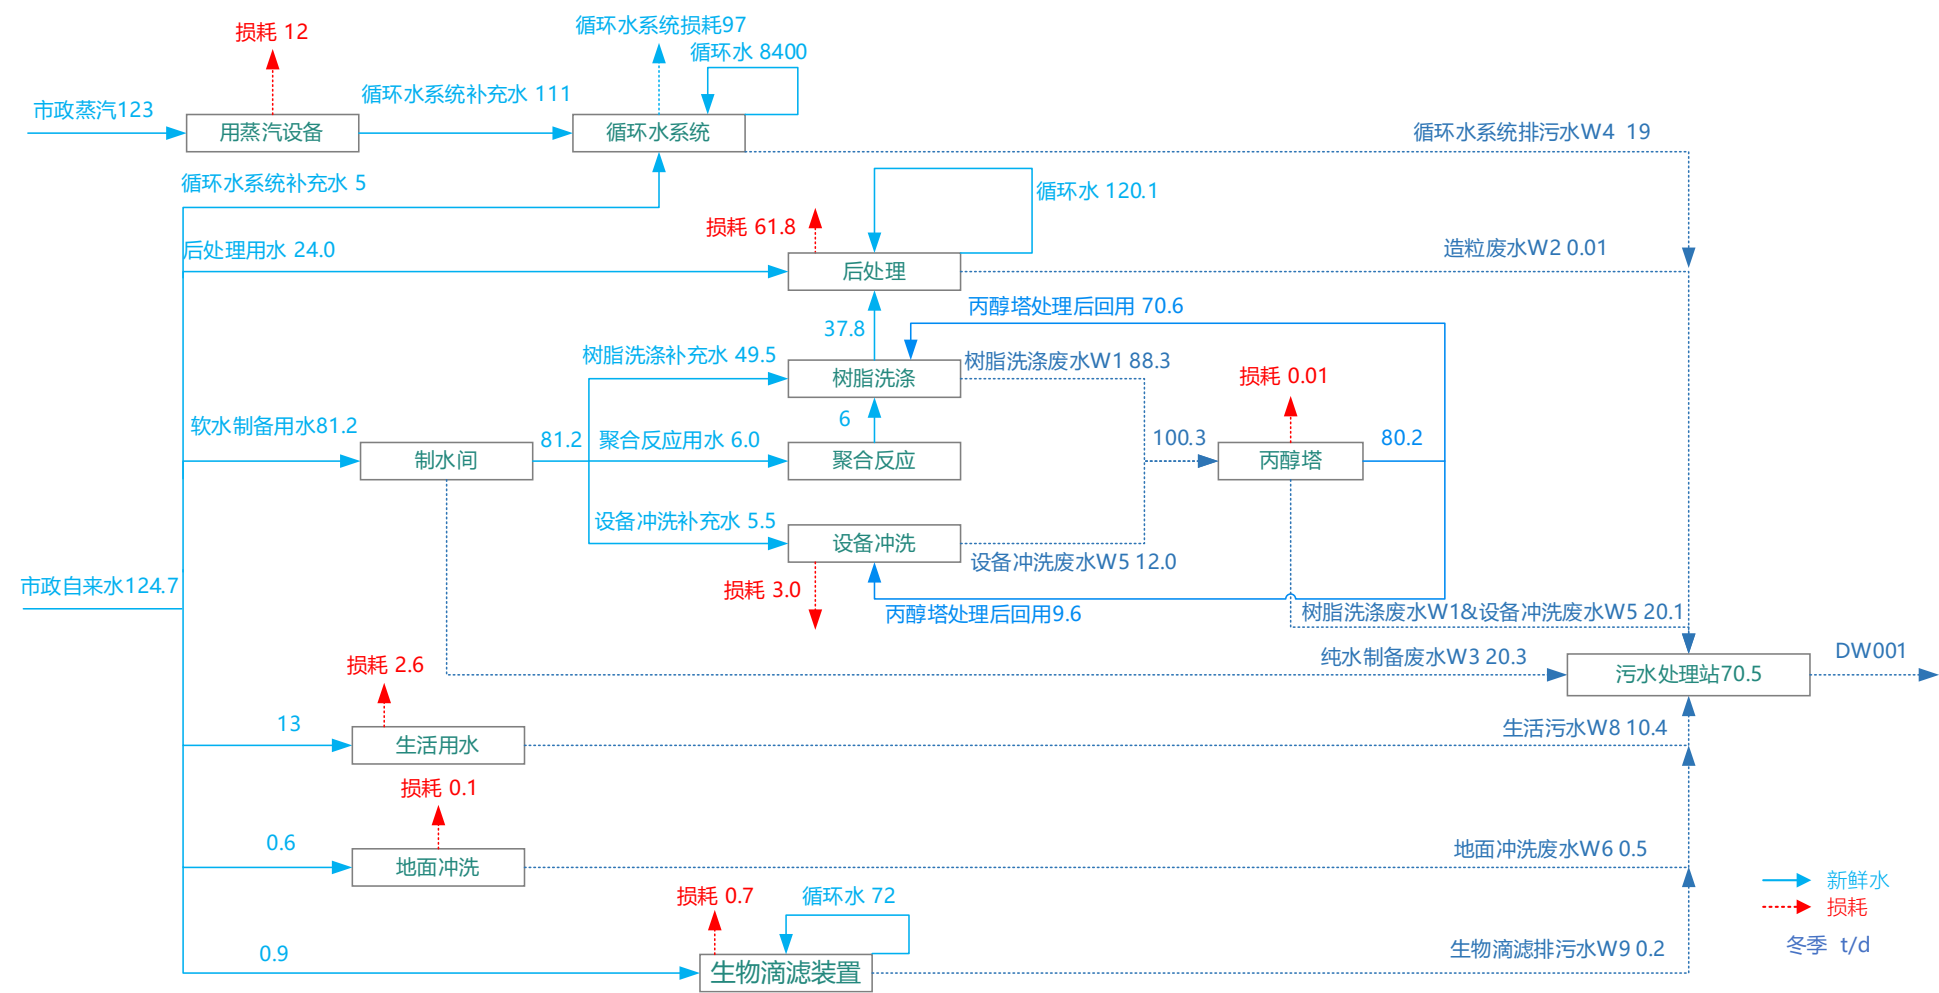 循环水系统损耗97
损耗 12
循环水 8400
循环水系统补充水 111
市政蒸汽123
用蒸汽设备
循环水系统
循环水系统排污水W4  19
循环水系统补充水 5
循环水 120.1
损耗 61.8
后处理用水 24.0
造粒废水W2 0.01
后处理
丙醇塔处理后回用 70.6
37.8
树脂洗涤补充水 49.5
树脂洗涤废水W1 88.3
树脂洗涤
损耗 0.01
6
软水制备用水81.2
81.2
聚合反应用水 6.0
100.3
80.2
制水间
聚合反应
丙醇塔
设备冲洗补充水 5.5
设备冲洗
设备冲洗废水W5 12.0
市政自来水124.7
损耗 3.0
丙醇塔处理后回用9.6
树脂洗涤废水W1&设备冲洗废水W5 20.1
纯水制备废水W3 20.3
DW001
损耗 2.6
污水处理站70.5
13
生活用水
生活污水W8 10.4
损耗 0.1
0.6
地面冲洗
地面冲洗废水W6 0.5
新鲜水
损耗 0.7
循环水 72
损耗
0.9
生物滴滤装置
生物滴滤排污水W9 0.2
冬季  t/d